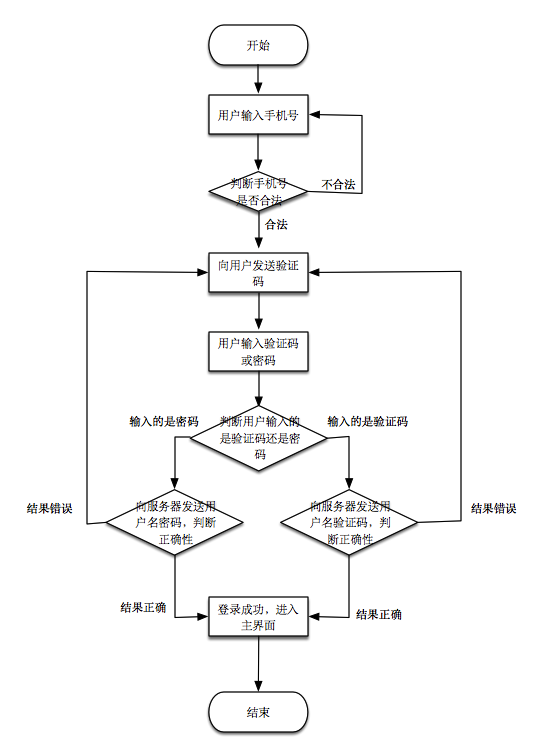 开始
用户输入手机号
判断手机号
是否合法
不合法
合法
向用户发送验证
码
用户输入验证码
或密码
输入的是密码
判断用户输入的
是验证码还是密
码
输入的是验证码
结果错误
向服务器发送用
户名密码，判断
正确性
向服务器发送用
户名验证码，判
断正确性
结果错误
结果正确
登录成功，进入
主界面
结果正确
结束